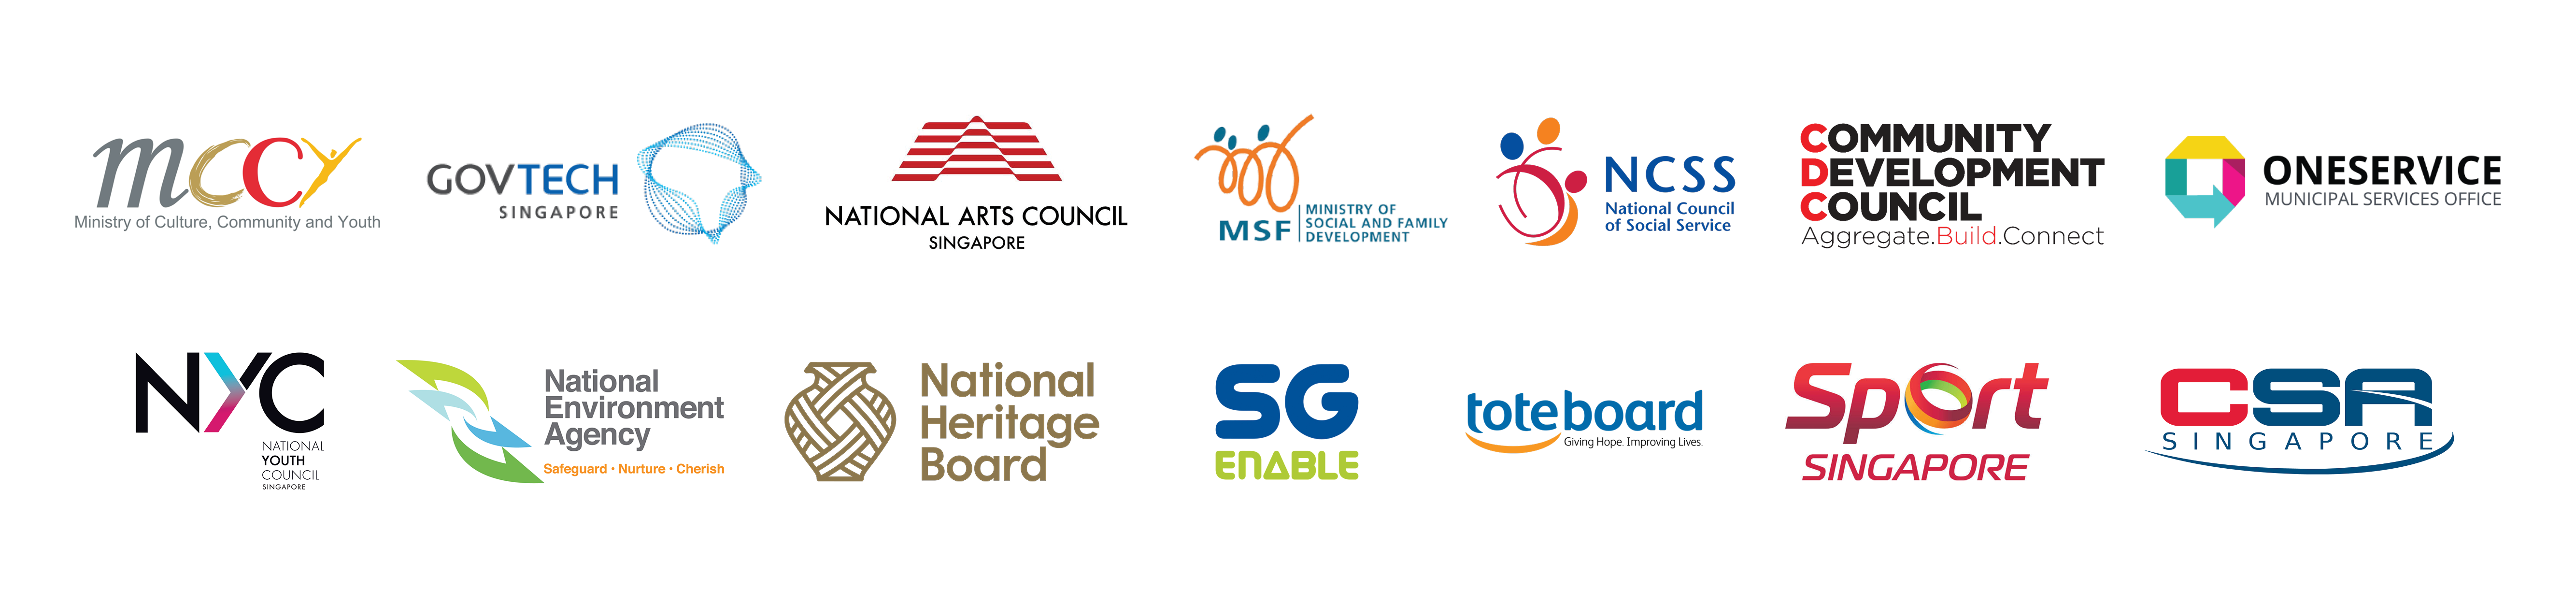 mccy
Ministry of Culture, Community and Youth
GOVTECH
SINGAPORE
NATIONAL ARTS COUNCIL
SINGAPORE
MSF
MINISTRY OF
SOCIAL AND FAMILY
DEVELOPMENT
NCSS
National Council
of Social Service
COMMUNITY
DEVELOPMENT
COUNCIL
Aggregate.Build.Connect
ONESERVICE
MUNICIPAL SERVICES OFFICE
NYC
NATIONAL
YOUTH
COUNCIL
SINGAPORE
National
Environment
Agency
Safeguard • Nurture • Cherish
National
Heritage
Board
SG
ENABLE
toteboard
Giving Hope. Improving Lives.
Sport
SINGAPORE
CSA
SINGAPORE